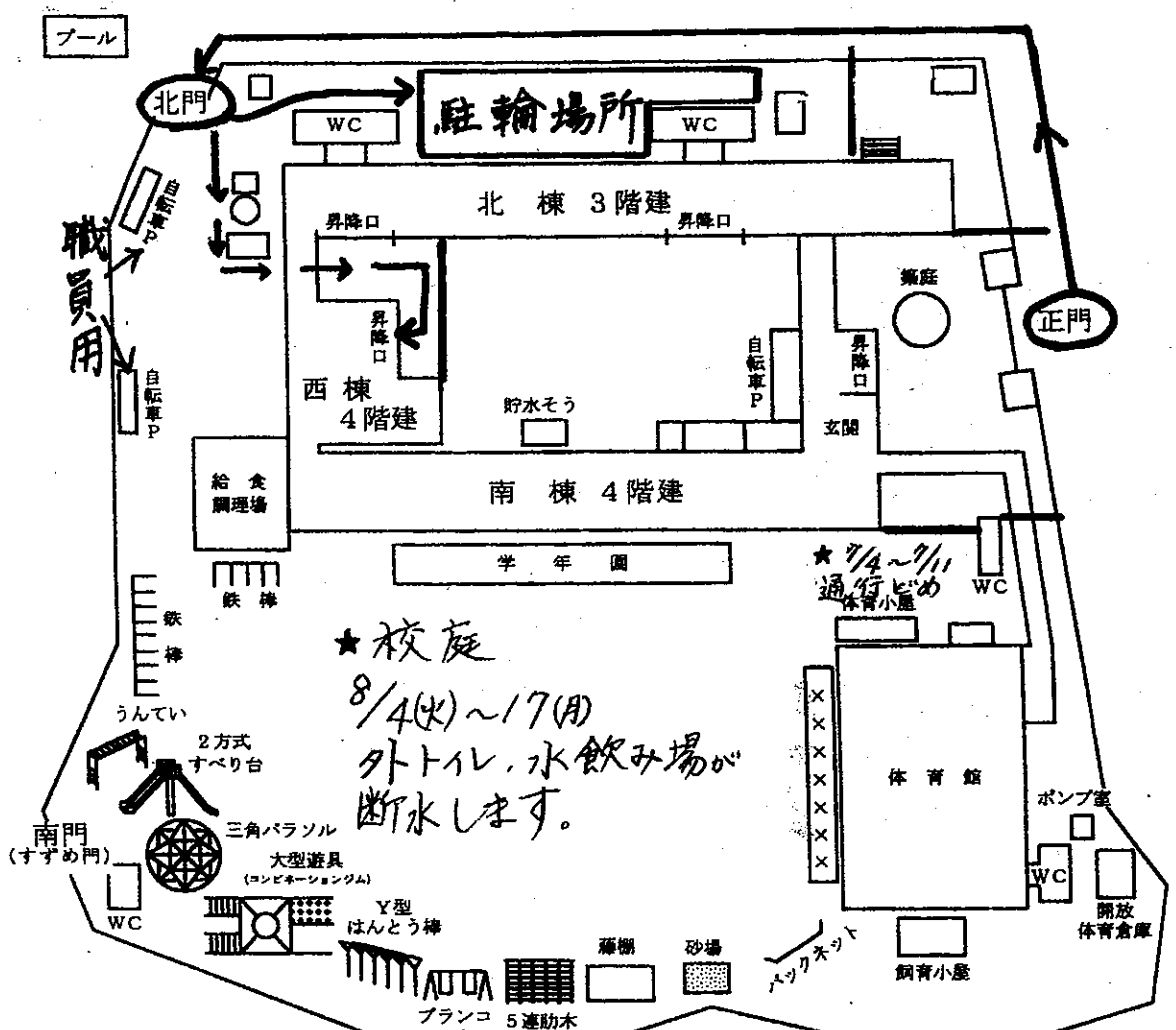 プール
北門
駐輪場所
WC
WC
自転車P
北棟 3階建
昇降口
昇降口
職員用
築庭
正門
昇降口
昇降口
自転車P
自転車P
西棟
4階建
貯水そう
玄関
給食
調理場
南棟 4階建
学年園
★ 7/4～7/11
通行どめ
WC
体育小屋
鉄棒
鉄棒
★校庭
8/4(火)～17(月)
外トイレ、水飲み場が
断水します。
うんてい
2方式
すべり台
体育館
ポンプ室
南門
(すずめ門)
三角パラソル
大型遊具
(コンビネーションジム)
WC
WC
開放
体育倉庫
Y型
はんとう棒
バックネット
藤棚
砂場
飼育小屋
ブランコ
5連肋木